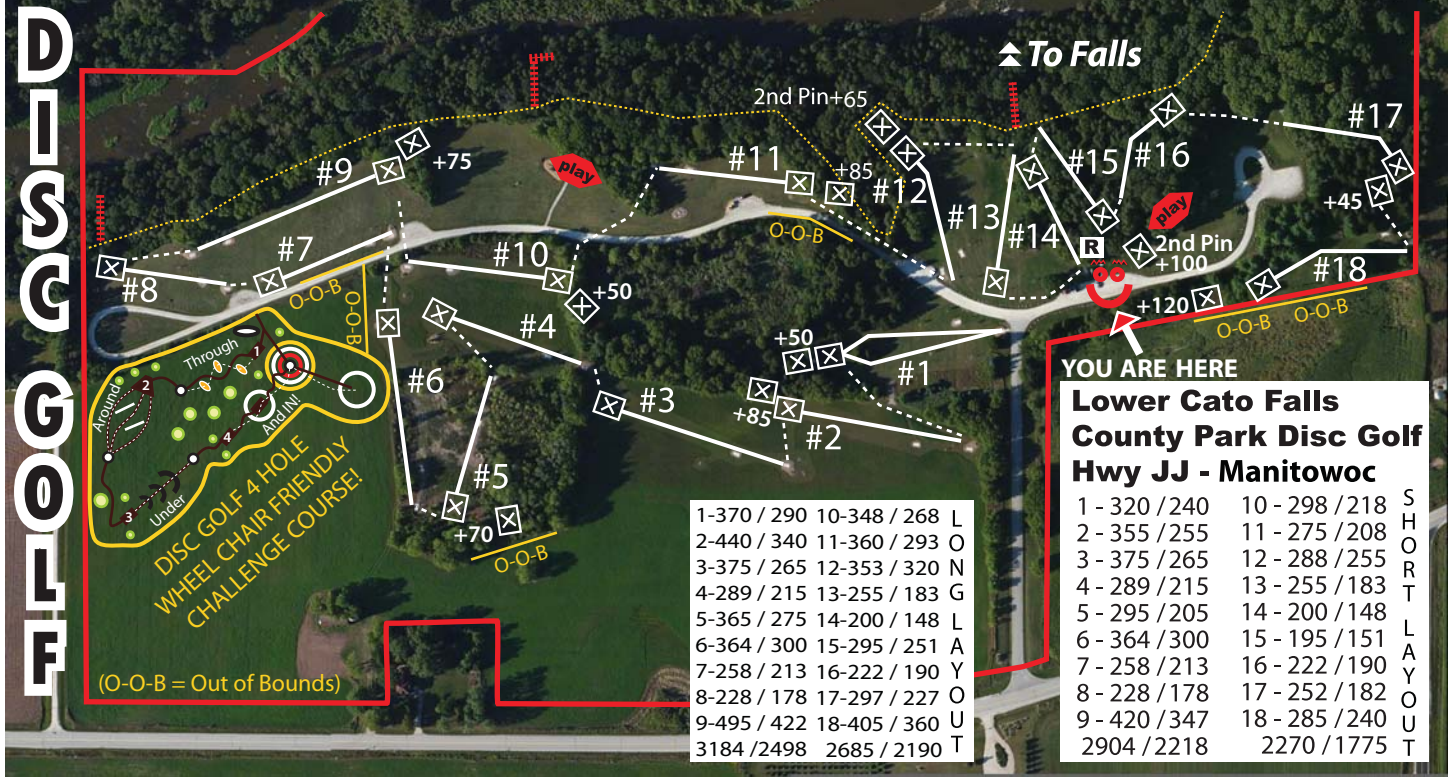 DISC GOLF
To Falls
2nd Pin+65
#17
#9
+75
play
#11
+85
#12
#15
#16
play
+45
#13
#14
R
2nd Pin
+100
#7
#8
O-O-B
O-O-B
#10
+50
O-O-B
#18
+120
O-O-B O-O-B
YOU ARE HERE
#4
+50
#1
#6
#3
+85
#2
#5
+70
O-O-B
Through
1
Around
2
And IN!
4
Under
3
DISC GOLF 4 HOLE
WHEEL CHAIR FRIENDLY
CHALLENGE COURSE!
(O-O-B = Out of Bounds)
1-370 / 290 10-348 / 268
2-440 / 340 11-360 / 293
3-375 / 265 12-353 / 320
4-289 / 215 13-255 / 183
5-365 / 275 14-200 / 148
6-364 / 300 15-295 / 251
7-258 / 213 16-222 / 190
8-228 / 178 17-297 / 227
9-495 / 422 18-405 / 360
3184 /2498 2685 / 2190
LONG LAYOUT
Lower Cato Falls
County Park Disc Golf
Hwy JJ - Manitowoc
1 - 320 / 240 10 - 298 / 218
2 - 355 / 255 11 - 275 / 208
3 - 375 / 265 12 - 288 / 255
4 - 289 / 215 13 - 255 / 183
5 - 295 / 205 14 - 200 / 148
6 - 364 / 300 15 - 195 / 151
7 - 258 / 213 16 - 222 / 190
8 - 228 / 178 17 - 252 / 182
9 - 420 / 347 18 - 285 / 240
2904 / 2218 2270 / 1775
SHORT LAYOUT